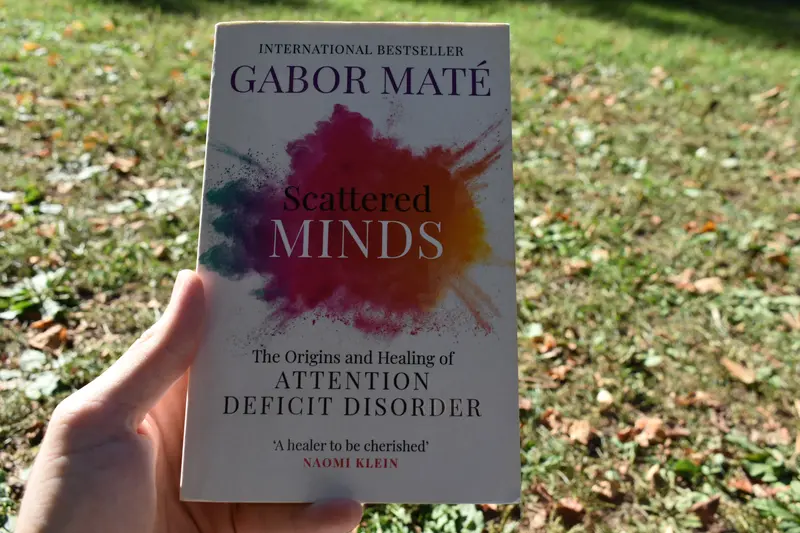 INTERNATIONAL BESTSELLER
GABOR MATÉ
Scattered
MINDS
The Origins and Healing of
ATTENTION
DEFICIT DISORDER
‘A healer to be cherished’
NAOMI KLEIN